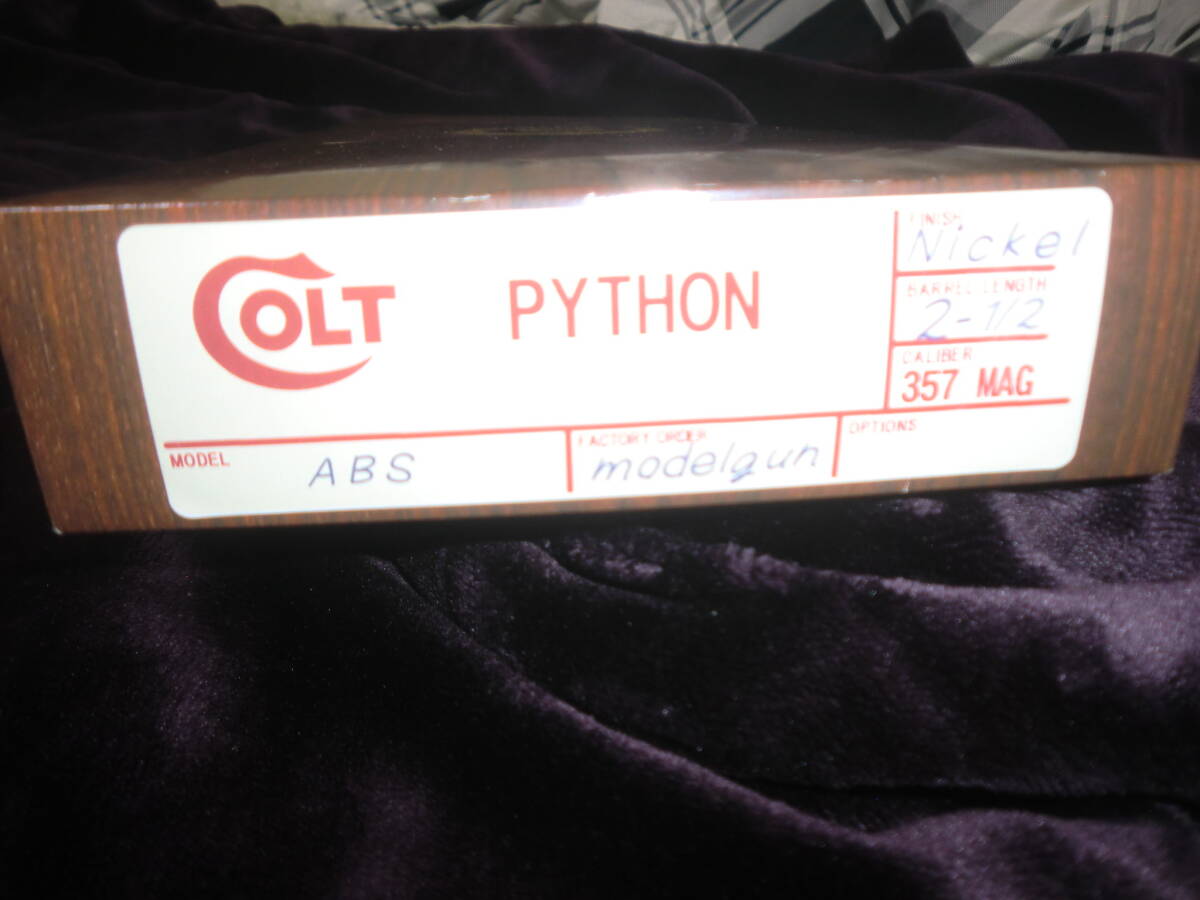 COLT
PYTHON
FINISH
Nickel
BARREL LENGTH
2-1/2
CALIBER
357 MAG
MODEL
ABS
FACTORY ORDER
modelgun
OPTIONS